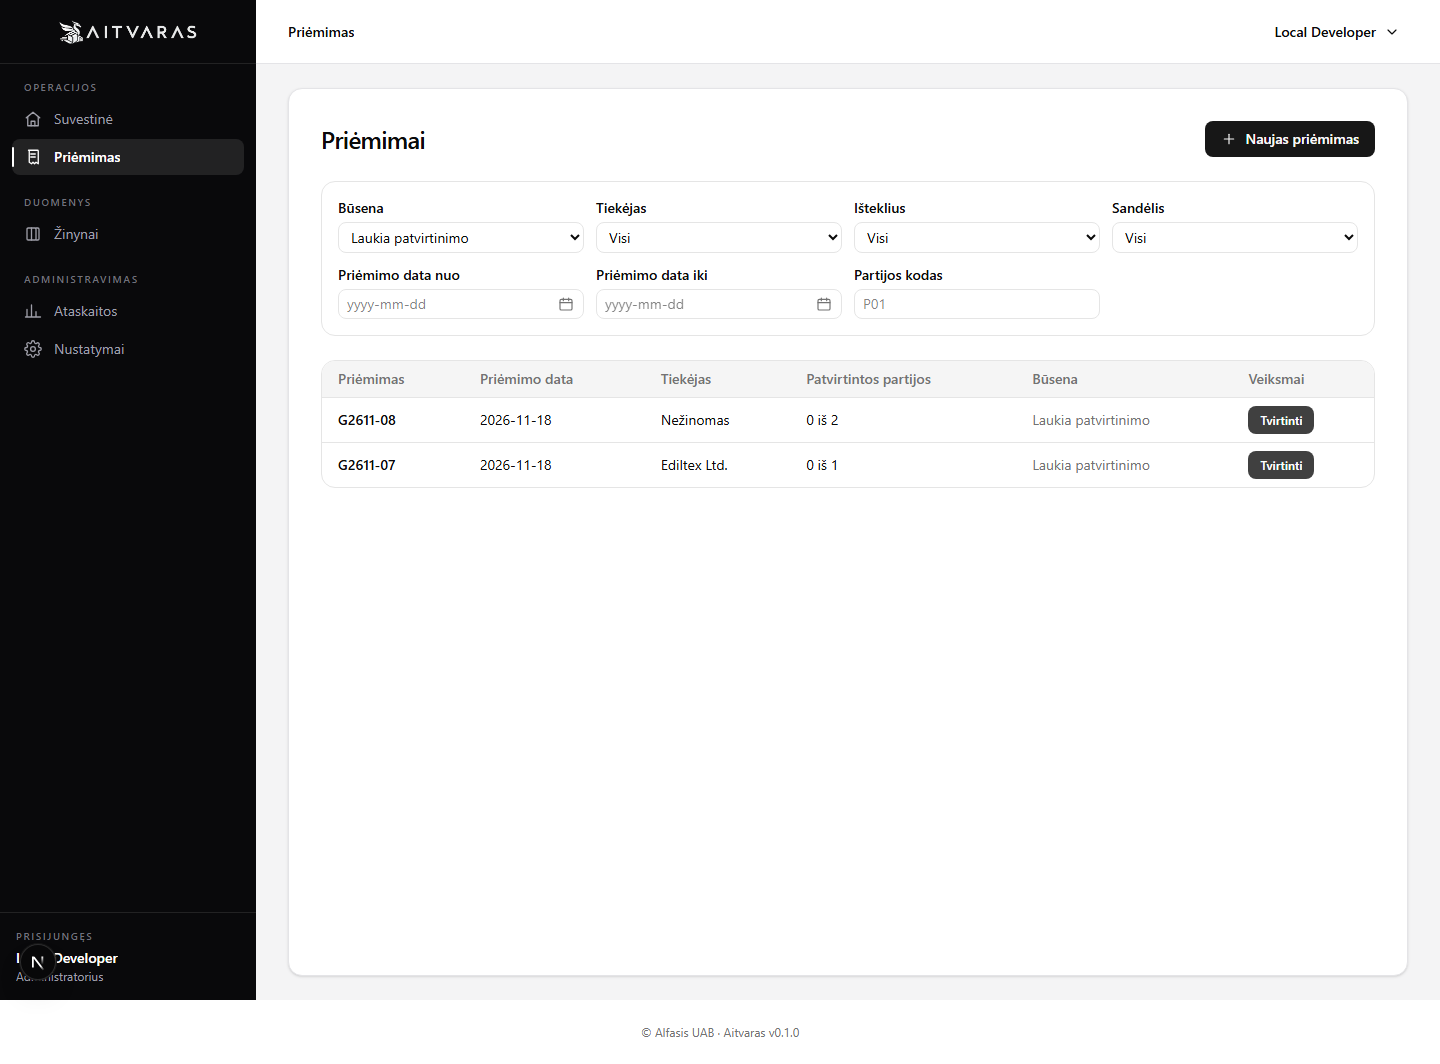 AITVARAS
Priėmimas
Local Developer
OPERACIJOS
Suvestinė
Priėmimas
DUOMENYS
Žinynai
ADMINISTRAVIMAS
Ataskaitos
Nustatymai
Priėmimai
Naujas priėmimas
Būsena Tiekėjas Išteklius Sandėlis
Laukia patvirtinimo Visi Visi Visi
Priėmimo data nuo Priėmimo data iki Partijos kodas
yyyy-mm-dd yyyy-mm-dd P01
Priėmimas Priėmimo data Tiekėjas Patvirtintos partijos Būsena Veiksmai
G2611-08 2026-11-18 Nežinomas 0 iš 2 Laukia patvirtinimo Tvirtinti
G2611-07 2026-11-18 Ediltex Ltd. 0 iš 1 Laukia patvirtinimo Tvirtinti
PRISIJUNGĘS
N Developer
© Alfasis UAB · Aitvaras v0.1.0